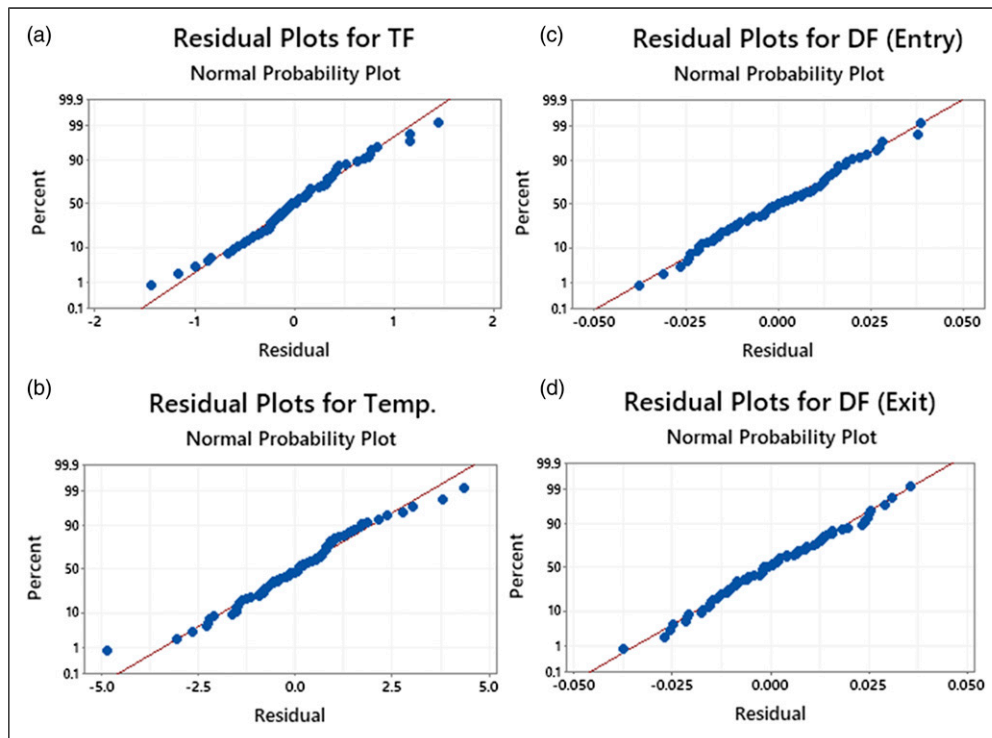 (a)
Residual Plots for TF
Normal Probability Plot
99.9
99
90
50
10
1
0.1
Percent
-2
-1
0
1
2
Residual
(c)
Residual Plots for DF (Entry)
Normal Probability Plot
99.9
99
90
50
10
1
0.1
Percent
-0.050
-0.025
0.000
0.025
0.050
Residual
(b)
Residual Plots for Temp.
Normal Probability Plot
99.9
99
90
50
10
1
0.1
Percent
-5.0
-2.5
0.0
2.5
5.0
Residual
(d)
Residual Plots for DF (Exit)
Normal Probability Plot
99.9
99
90
50
10
1
0.1
Percent
-0.050
-0.025
0.000
0.025
0.050
Residual